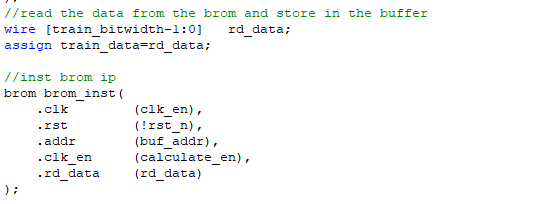 //read the data from the brom and store in the buffer
wire [train_bitwidth-1:0]   rd_data;
assign train_data=rd_data;
//inst brom ip
brom brom_inst(
    .clk         (clk_en),
    .rst         (!rst_n),
    .addr        (buf_addr),
    .clk_en      (calculate_en),
    .rd_data     (rd_data)
);